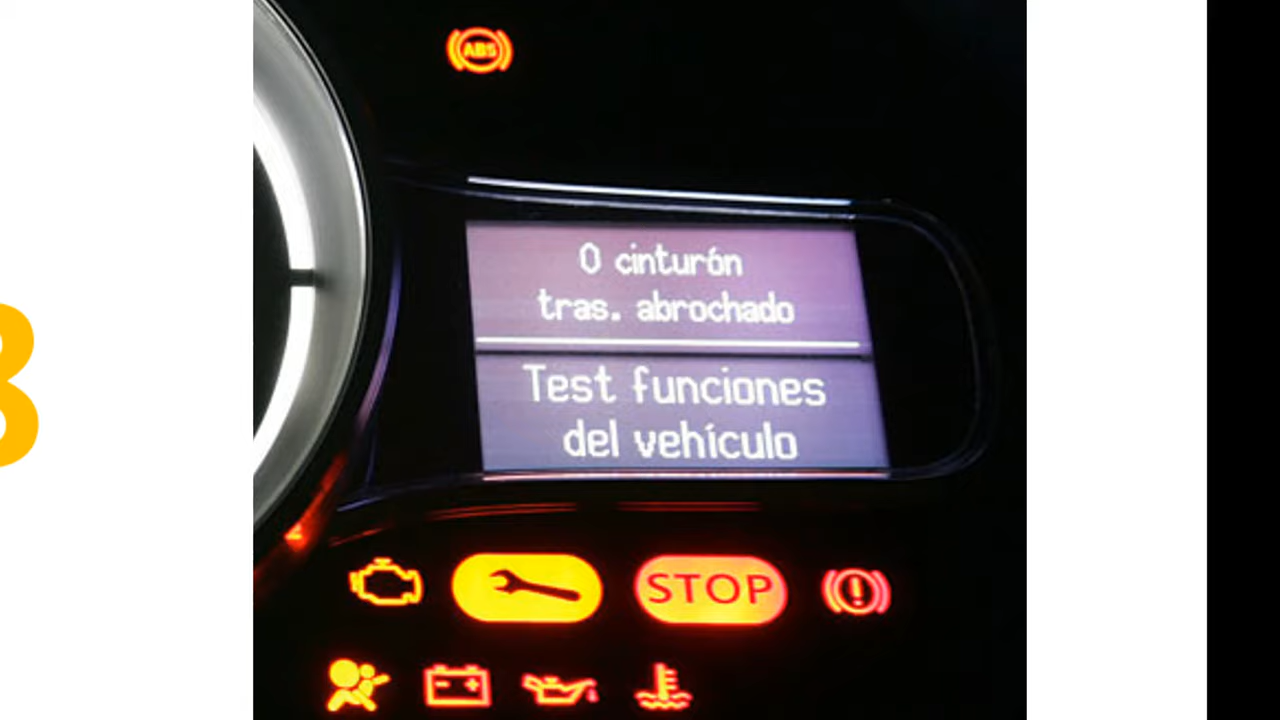 ABS
0 cinturón
tras. abrochado
Test funciones
del vehículo
STOP